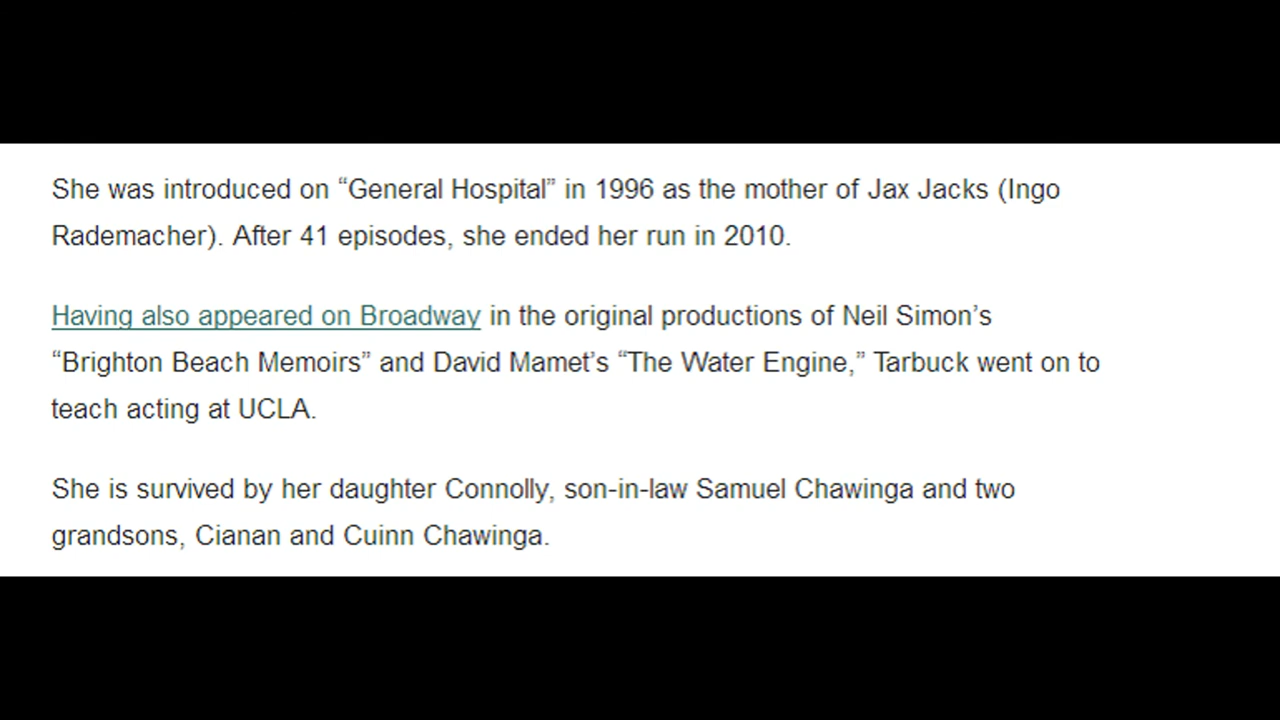 She was introduced on “General Hospital” in 1996 as the mother of Jax Jacks (Ingo
Rademacher). After 41 episodes, she ended her run in 2010.
Having also appeared on Broadway in the original productions of Neil Simon’s
“Brighton Beach Memoirs” and David Mamet’s “The Water Engine,” Tarbuck went on to
teach acting at UCLA.
She is survived by her daughter Connolly, son-in-law Samuel Chawinga and two
grandsons, Cianan and Cuinn Chawinga.